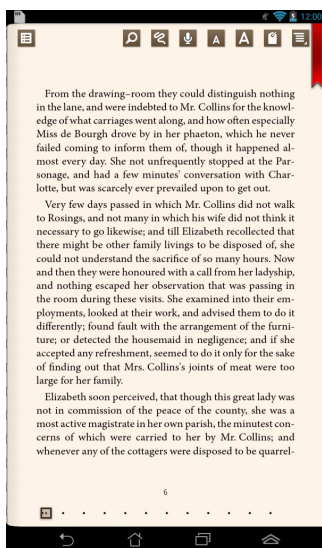 12:00
A A
From the drawing-room they could distinguish nothing
in the lane, and were indebted to Mr. Collins for the knowl-
edge of what carriages went along, and how often especially
Miss de Bourgh drove by in her phaeton, which he never
failed coming to inform them of, though it happened al-
most every day. She not unfrequently stopped at the Par-
sonage, and had a few minutes' conversation with Char-
lotte, but was scarcely ever prevailed upon to get out.
Very few days passed in which Mr. Collins did not walk
to Rosings, and not many in which his wife did not think it
necessary to go likewise; and till Elizabeth recollected that
there might be other family livings to be disposed of, she
could not understand the sacrifice of so many hours. Now
and then they were honoured with a call from her ladyship,
and nothing escaped her observation that was passing in
the room during these visits. She examined into their em-
ployments, looked at their work, and advised them to do it
differently; found fault with the arrangement of the furni-
ture; or detected the housemaid in negligence; and if she
accepted any refreshment, seemed to do it only for the sake
of finding out that Mrs. Collins's joints of meat were too
large for her family.
Elizabeth soon perceived, that though this great lady was
not in commission of the peace of the county, she was a
most active magistrate in her own parish, the minutest con-
cerns of which were carried to her by Mr. Collins; and
whenever any of the cottagers were disposed to be quarrel-
6